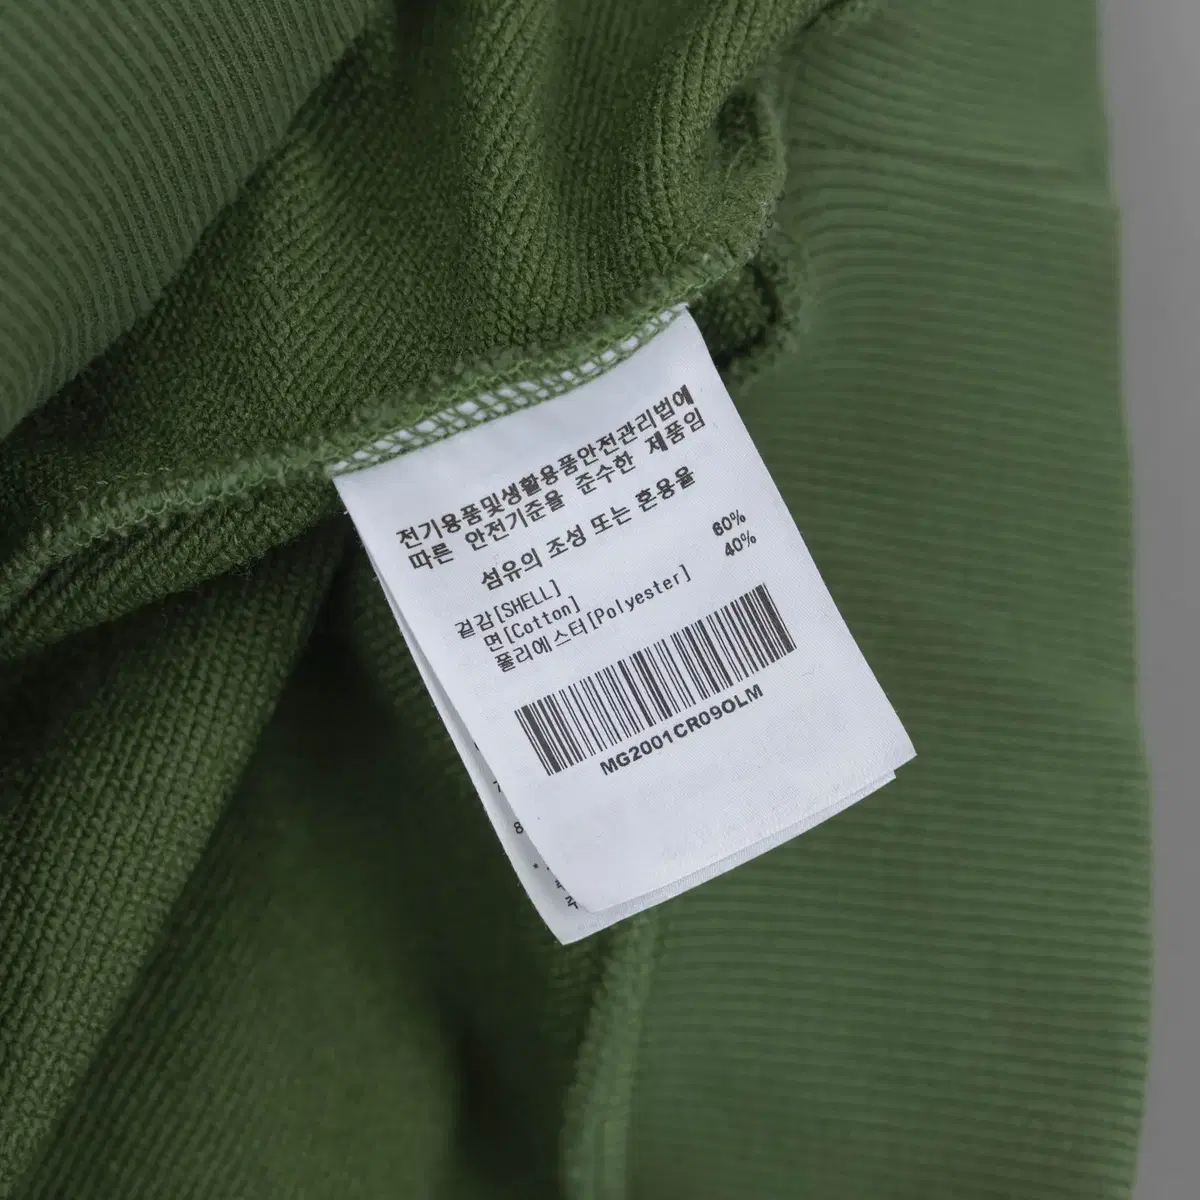 전기용품및생활용품안전관리법에
따른 안전기준을 준수한 제품임
섬유의 조성 또는 혼용율
겉감[SHELL]
면[Cotton] 60%
폴리에스터[Polyester] 40%
MG2001CR09OLM
8